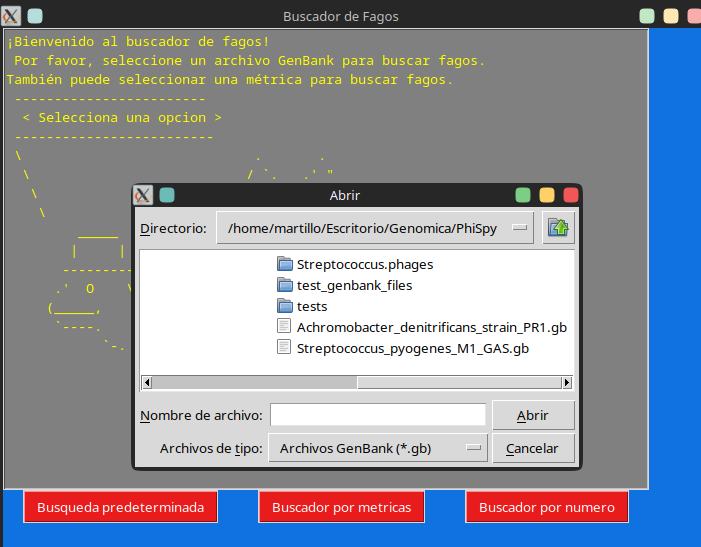 Buscador de Fagos
¡Bienvenido al buscador de fagos!
Por favor, seleccione un archivo GenBank para buscar fagos.
También puede seleccionar una métrica para buscar fagos.
------------------------
< Selecciona una opcion >
-------------------------
Abrir
Directorio: /home/martillo/Escritorio/Genomica/PhiSpy
Streptococcus.phages
test_genbank_files
tests
Achromobacter_denitrificans_strain_PR1.gb
Streptococcus_pyogenes_M1_GAS.gb
Nombre de archivo: Abrir
Archivos de tipo: Archivos GenBank (*.gb) Cancelar
Busqueda predeterminada Buscador por metricas Buscador por numero